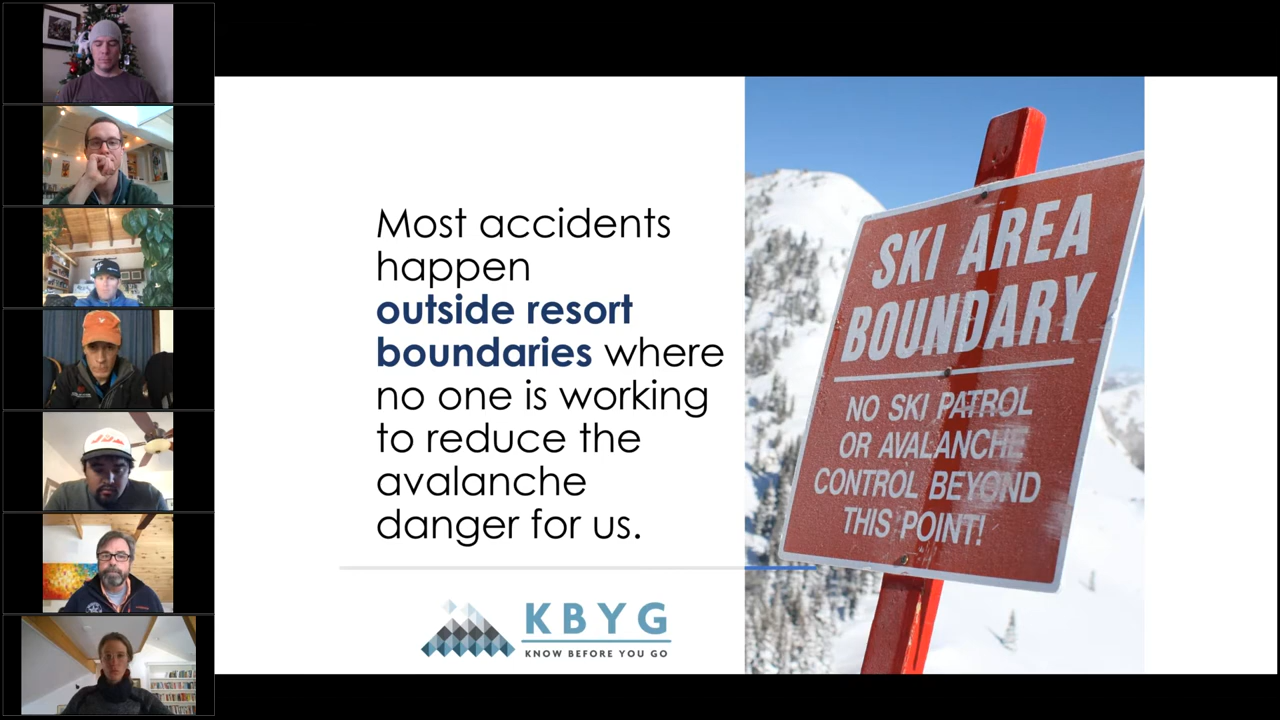 Most accidents
happen
outside resort
boundaries where
no one is working
to reduce the
avalanche
danger for us.
KBYG
KNOW BEFORE YOU GO
SKI AREA
BOUNDARY
NO SKI PATROL
OR AVALANCHE
CONTROL BEYOND
THIS POINT!